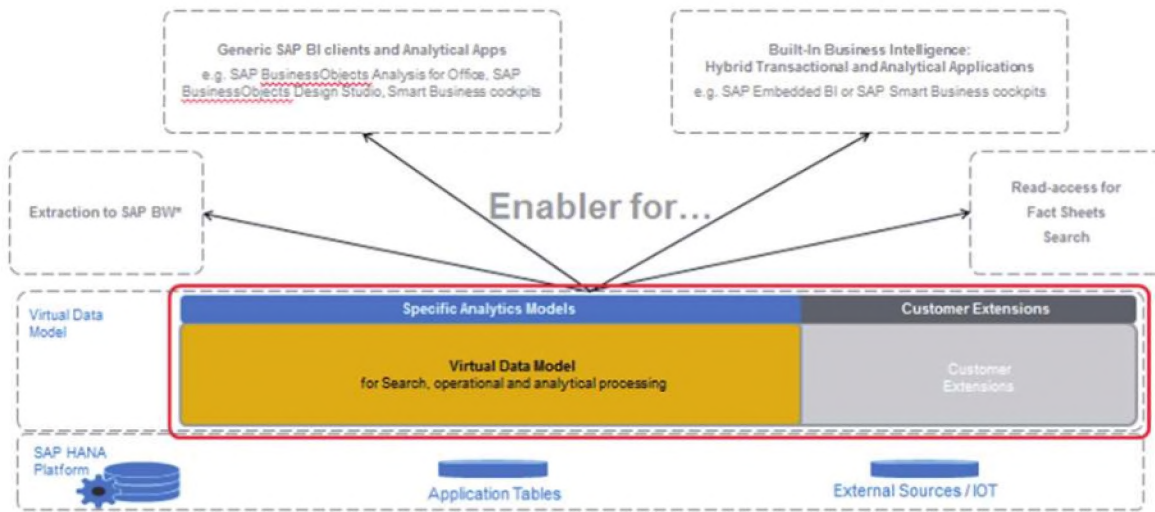 Generic SAP BI clients and Analytical Apps
e.g. SAP BusinessObjects Analysis for Office, SAP
BusinessObjects Design Studio, Smart Business cockpits
Built-In Business Intelligence:
Hybrid Transactional and Analytical Applications
e.g. SAP Embedded BI or SAP Smart Business cockpits
Extraction to SAP BW*
Enabler for...
Read-access for
Fact Sheets
Search
Virtual Data
Model
Specific Analytics Models
Customer Extensions
Virtual Data Model
for Search, operational and analytical processing
Customer
Extensions
SAP HANA
Platform
Application Tables
External Sources / IOT